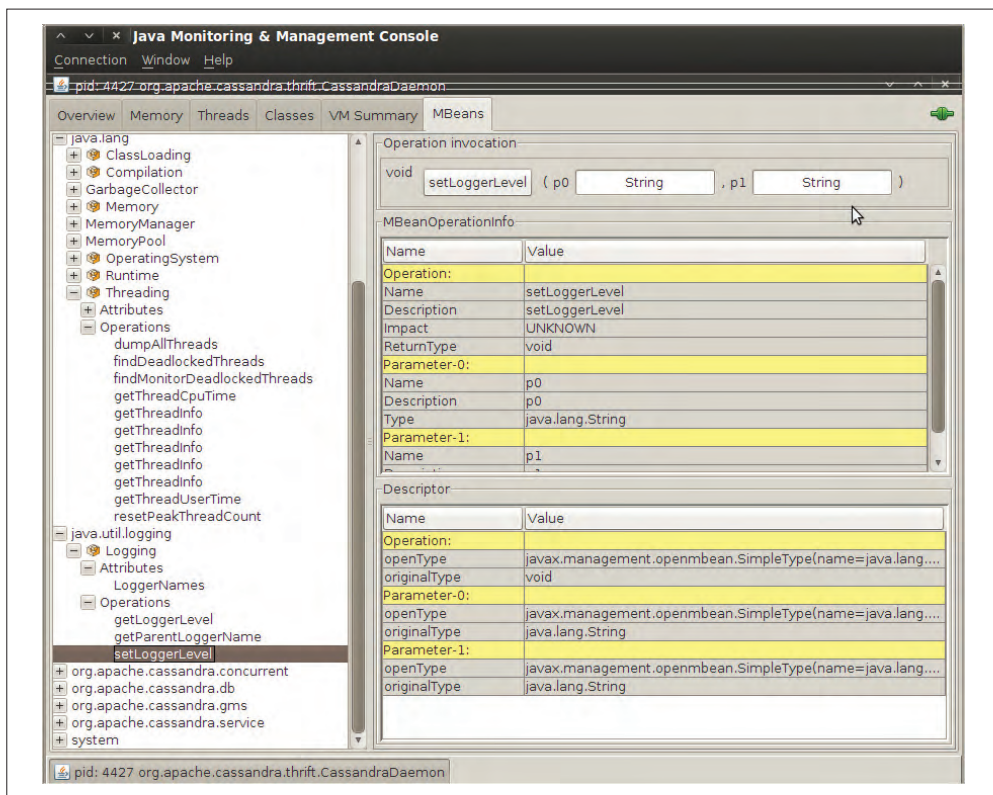 Java Monitoring & Management Console
Connection Window Help
pid: 4427 org.apache.cassandra.thrift.CassandraDaemon
Overview Memory Threads Classes VM Summary MBeans
java.lang
ClassLoading
Compilation
GarbageCollector
Memory
MemoryManager
MemoryPool
OperatingSystem
Runtime
Threading
Attributes
Operations
dumpAllThreads
findDeadlockedThreads
findMonitorDeadlockedThreads
getThreadCpuTime
getThreadInfo
getThreadInfo
getThreadInfo
getThreadInfo
getThreadInfo
getThreadUserTime
resetPeakThreadCount
java.util.logging
Logging
Attributes
LoggerNames
Operations
getLoggerLevel
getParentLoggerName
setLoggerLevel
org.apache.cassandra.concurrent
org.apache.cassandra.db
org.apache.cassandra.gms
org.apache.cassandra.service
system
Operation invocation
void setLoggerLevel ( p0 String , p1 String )
MBeanOperationInfo
Name Value
Operation:
Name setLoggerLevel
Description setLoggerLevel
Impact UNKNOWN
ReturnType void
Parameter-0:
Name p0
Description p0
Type java.lang.String
Parameter-1:
Name p1
Descriptor
Name Value
Operation:
openType javax.management.openmbean.SimpleType(name=java.lang....
originalType void
Parameter-0:
openType javax.management.openmbean.SimpleType(name=java.lang....
originalType java.lang.String
Parameter-1:
openType javax.management.openmbean.SimpleType(name=java.lang....
originalType java.lang.String
pid: 4427 org.apache.cassandra.thrift.CassandraDaemon